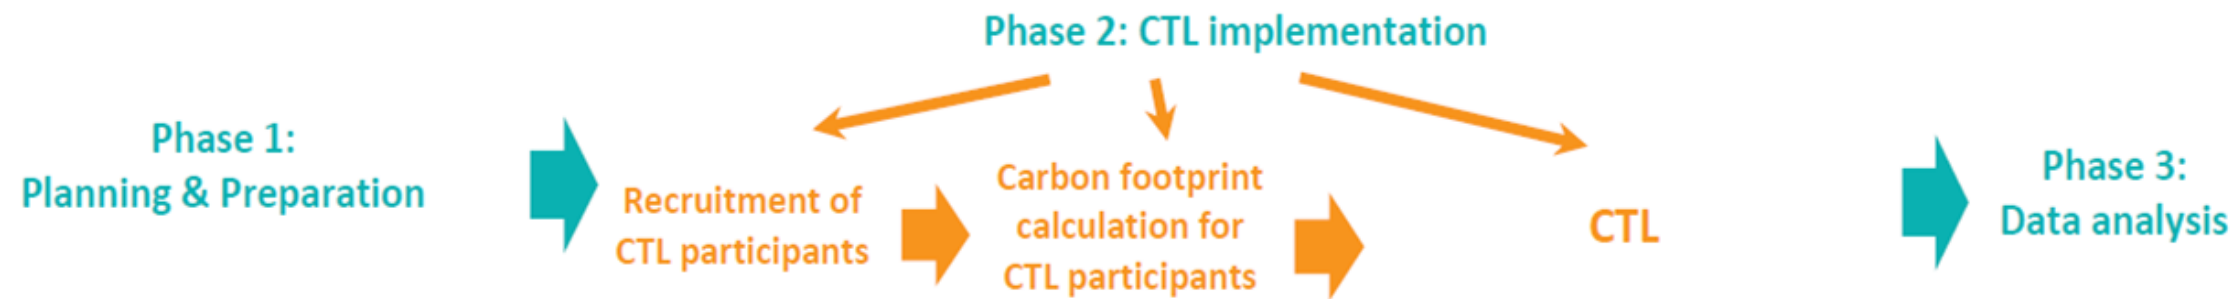 Phase 2: CTL implementation
Phase 1:
Planning & Preparation
Recruitment of
CTL participants
Carbon footprint
calculation for
CTL participants
CTL
Phase 3:
Data analysis